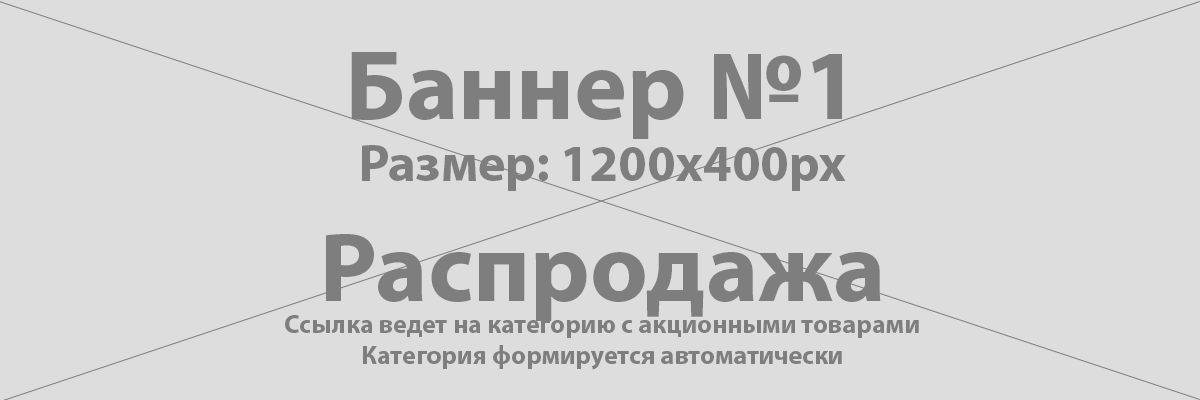 Баннер №1
Размер: 1200x400px
Распродажа
Ссылка ведет на категорию с акционными товарами
Категория формируется автоматически